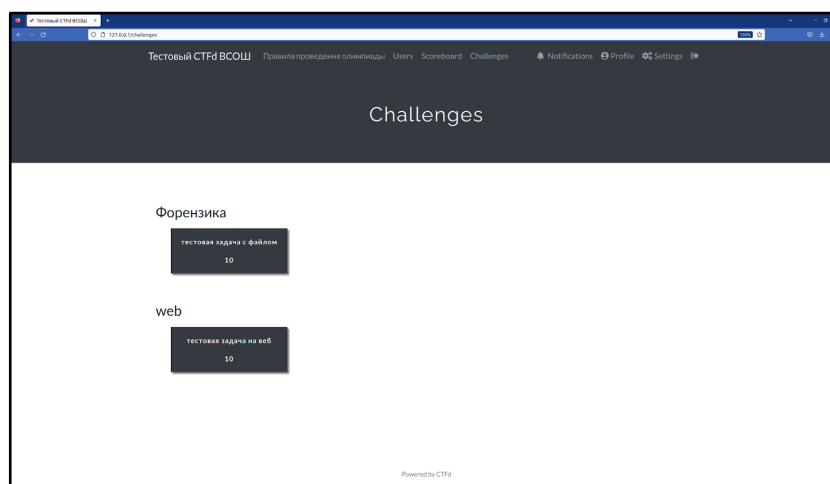 Тестовый CTFd ВСОШ
127.0.0.1/challenges
150%
Тестовый CTFd ВСОШ Правила проведения олимпиады Users Scoreboard Challenges Notifications Profile Settings
Challenges
Форензика
тестовая задача с файлом
10
web
тестовая задача на веб
10
Powered by CTFd